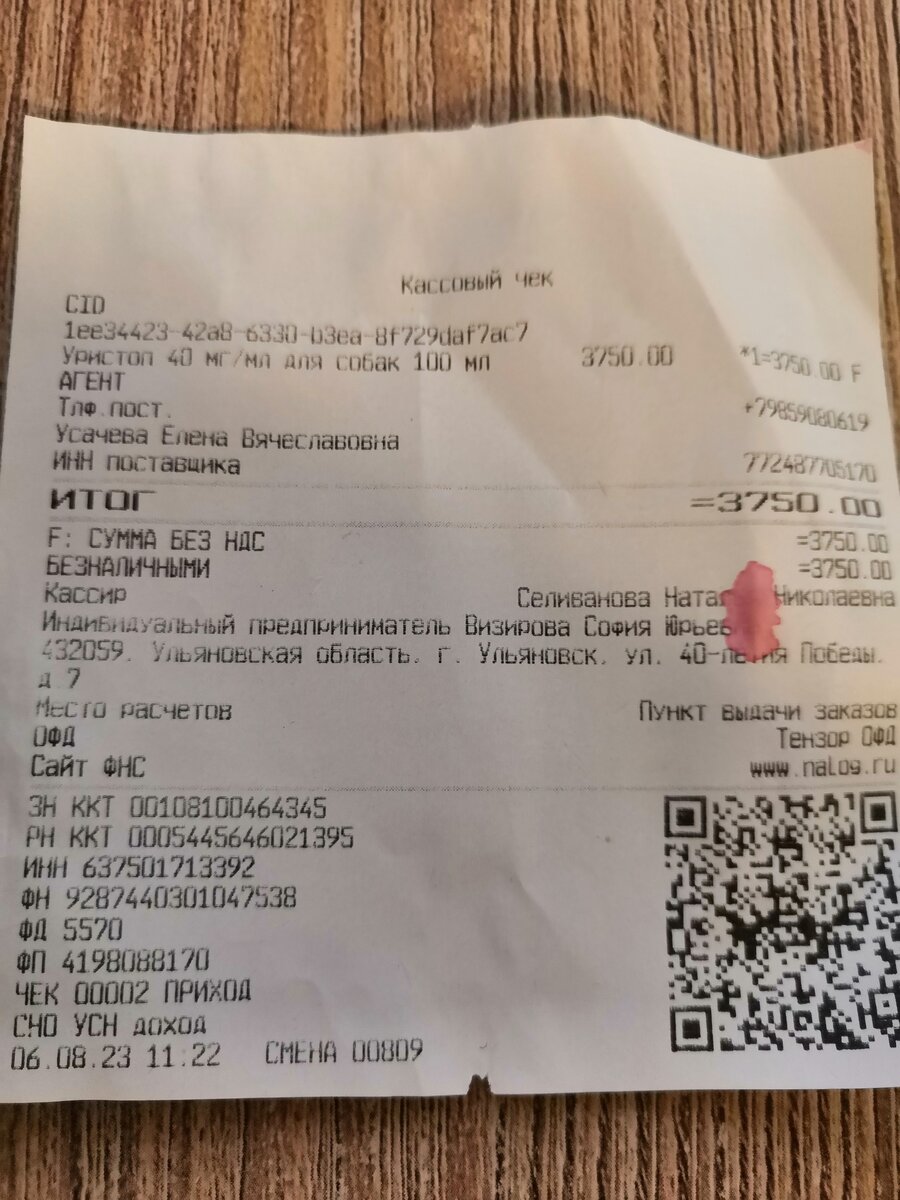 Кассовый чек
CID
1ee34423-42a8-6330-b3ea-8f729daf7ac7
Уристоп 40 мг/мл для собак 100 мл 3750.00 *1=3750.00 F
АГЕНТ
Тлф.пост. +79859080619
Усачева Елена Вячеславовна
ИНН поставщика 772487705170
ИТОГ =3750.00
F: СУММА БЕЗ НДС =3750.00
БЕЗНАЛИЧНЫМИ =3750.00
Кассир Селиванова Николаевна
Индивидуальный предприниматель Визирова София
432059, Ульяновская область, г. Ульяновск, ул. 40-летия Победы,
д.7
Место расчетов Пункт выдачи заказов
ОФД Тензор ОФД
Сайт ФНС www.nalog.ru
ЗН ККТ 00108100464345
РН ККТ 0005445646021395
ИНН 637501713392
ФН 9287440301047538
ФД 5570
ФП 4198088170
ЧЕК 00002 ПРИХОД
СНО УСН доход
06.08.23 11:22 СМЕНА 00809